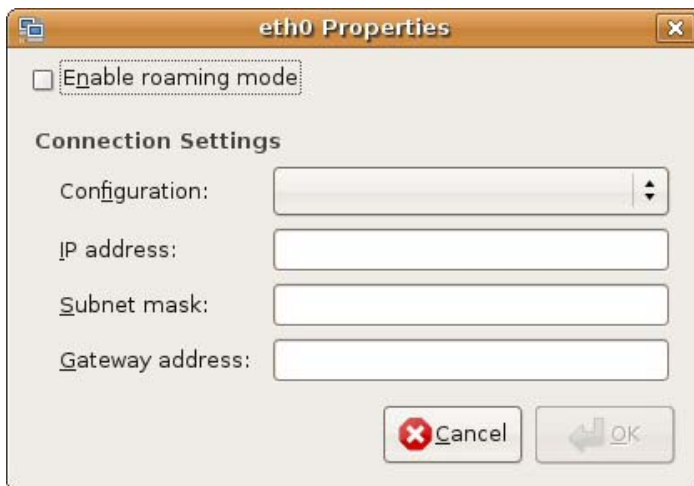 eth0 Properties
Enable roaming mode
Connection Settings
Configuration:
IP address:
Subnet mask:
Gateway address:
Cancel
OK